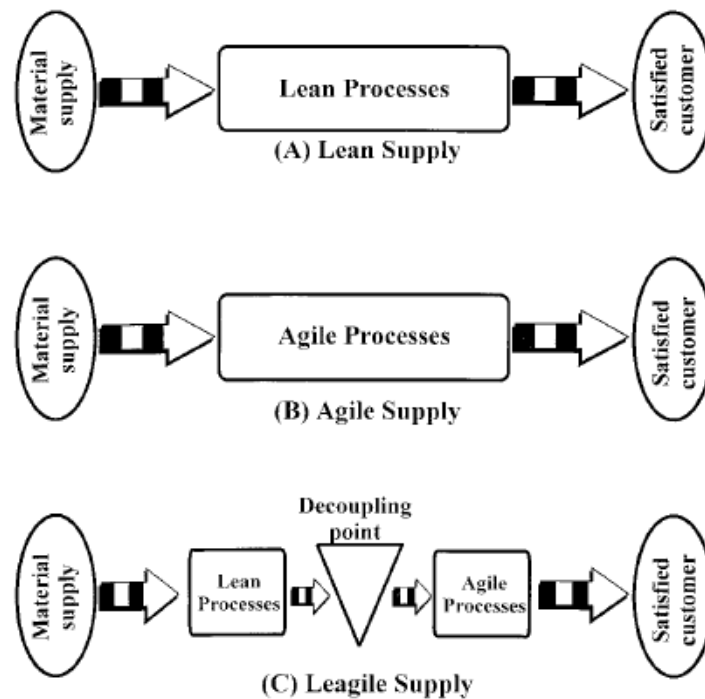 Material
supply
Lean Processes
Satisfied
customer
(A) Lean Supply
Material
supply
Agile Processes
Satisfied
customer
(B) Agile Supply
Decoupling
point
Material
supply
Lean
Processes
Agile
Processes
Satisfied
customer
(C) Leagile Supply